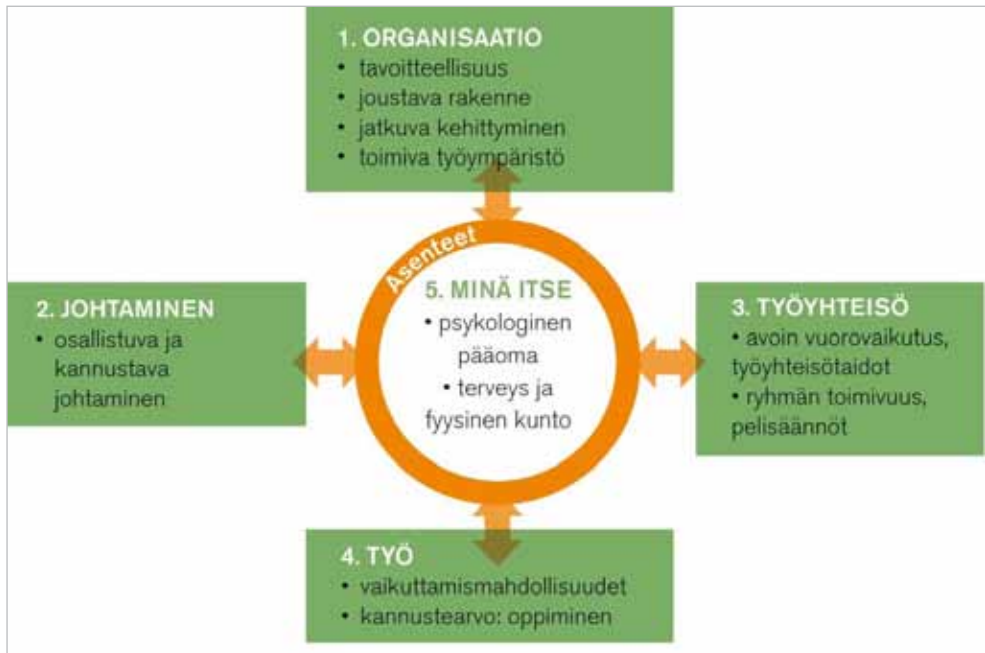 1. ORGANISAATIO
• tavoitteellisuus
• joustava rakenne
• jatkuva kehittyminen
• toimiva työympäristö
Asenteet
2. JOHTAMINEN
• osallistuva ja
kannustava
johtaminen
5. MINÄ ITSE
• psykologinen
pääoma
• terveys ja
fyysinen kunto
3. TYÖYHTEISÖ
• avoin vuorovaikutus,
työyhteisötaidot
• ryhmän toimivuus,
pelisäännöt
4. TYÖ
• vaikuttamismahdollisuudet
• kannustearvo: oppiminen